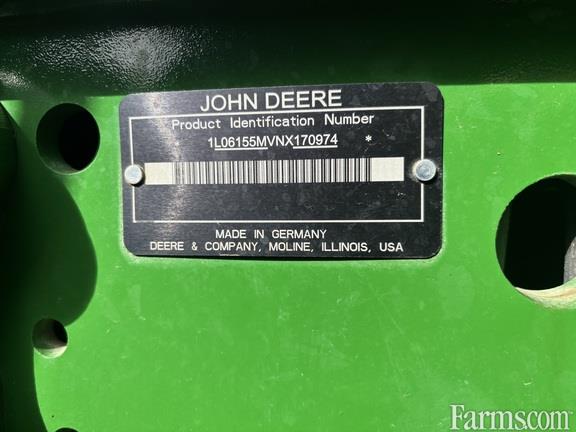 JOHN DEERE
Product Identification Number
1L06155MVNX170974 *
MADE IN GERMANY
DEERE & COMPANY, MOLINE, ILLINOIS, USA
Farms.com®